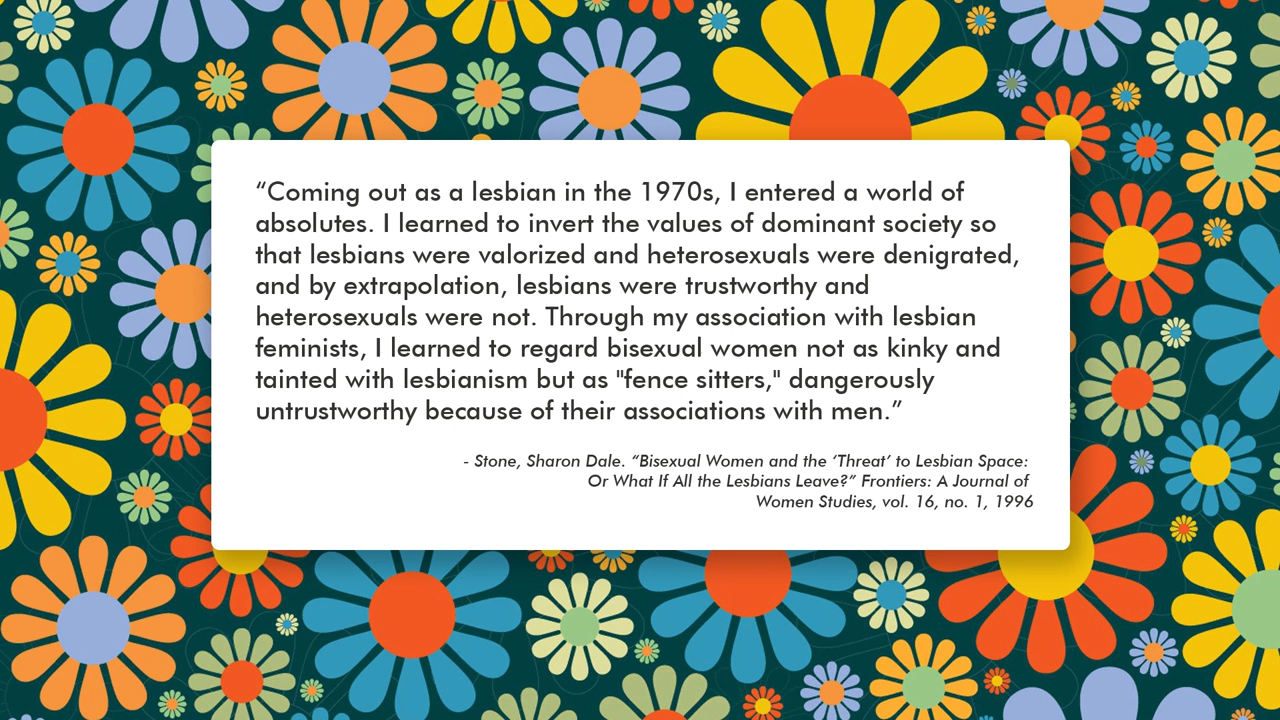 “Coming out as a lesbian in the 1970s, I entered a world of
absolutes. I learned to invert the values of dominant society so
that lesbians were valorized and heterosexuals were denigrated,
and by extrapolation, lesbians were trustworthy and
heterosexuals were not. Through my association with lesbian
feminists, I learned to regard bisexual women not as kinky and
tainted with lesbianism but as "fence sitters," dangerously
untrustworthy because of their associations with men.”
- Stone, Sharon Dale. “Bisexual Women and the ‘Threat’ to Lesbian Space:
Or What If All the Lesbians Leave?” Frontiers: A Journal of
Women Studies, vol. 16, no. 1, 1996